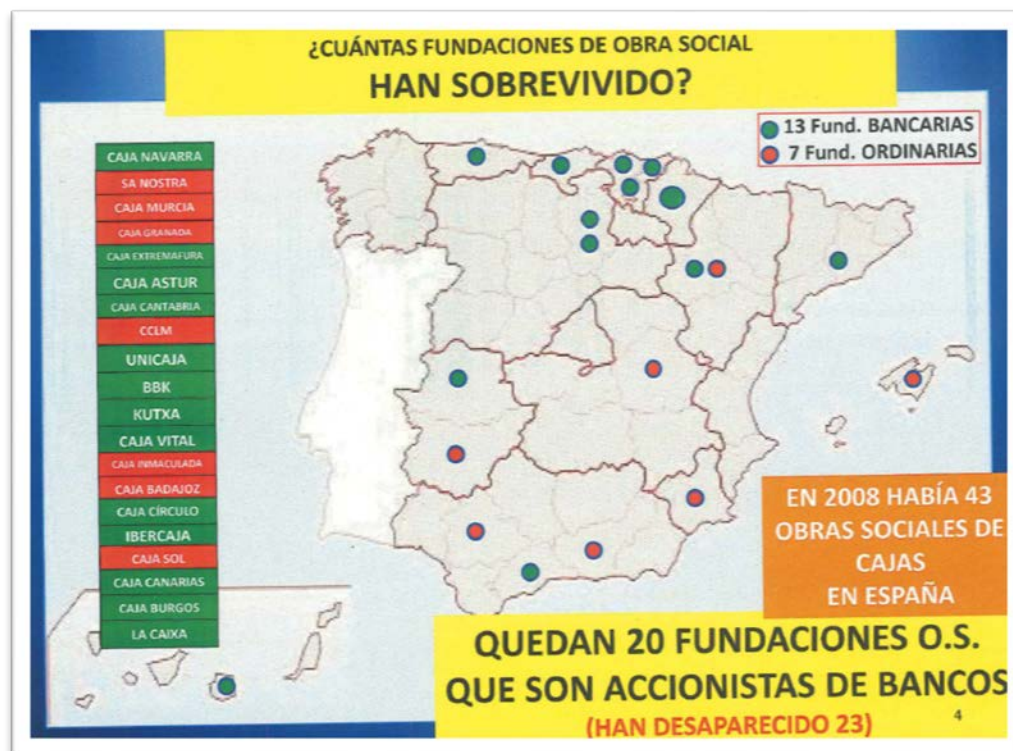 ¿CUÁNTAS FUNDACIONES DE OBRA SOCIAL
HAN SOBREVIVIDO?
13 Fund. BANCARIAS
7 Fund. ORDINARIAS
CAJA NAVARRA
SA NOSTRA
CAJA MURCIA
CAJA GRANADA
CAJA EXTREMAFURA
CAJA ASTUR
CAJA CANTABRIA
CCLM
UNICAJA
BBK
KUTXA
CAJA VITAL
CAJA INMACULADA
CAJA BADAJOZ
CAJA CÍRCULO
IBERCAJA
CAJA SOL
CAJA CANARIAS
CAJA BURGOS
LA CAIXA
EN 2008 HABÍA 43
OBRAS SOCIALES DE
CAJAS
EN ESPAÑA
QUEDAN 20 FUNDACIONES O.S.
QUE SON ACCIONISTAS DE BANCOS
(HAN DESAPARECIDO 23)
4